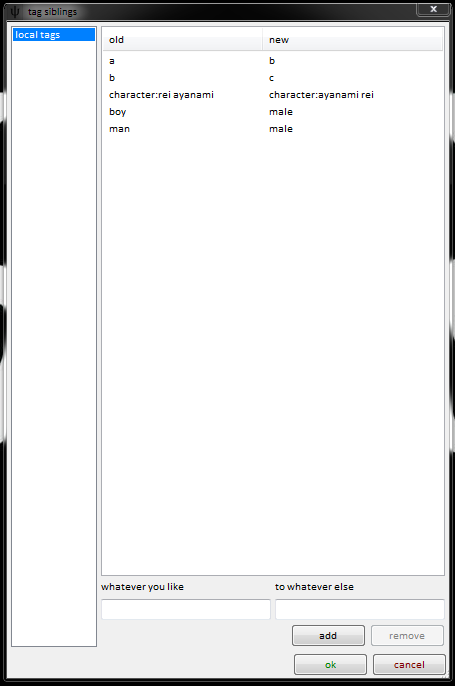 tag siblings
local tags
old new
a b
b c
character:rei ayanami character:ayanami rei
boy male
man male
whatever you like to whatever else
add remove
ok cancel